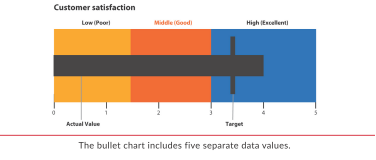 Customer satisfaction
Low (Poor) Middle (Good) High (Excellent)
0 1 2 3 4 5
Actual Value Target
The bullet chart includes five separate data values.